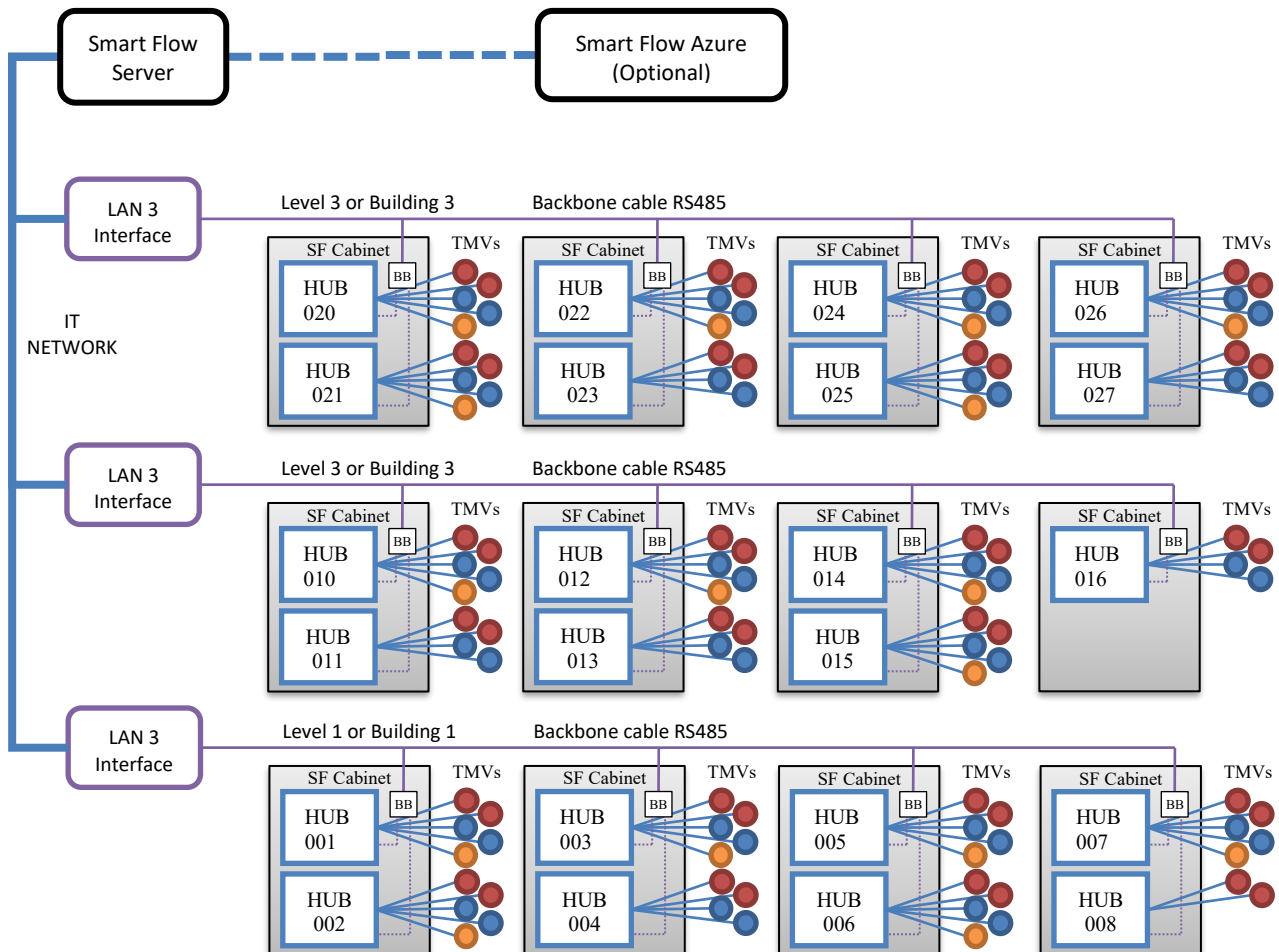 Smart Flow
Server
Smart Flow Azure
(Optional)
LAN 3
Interface
Level 3 or Building 3
Backbone cable RS485
SF Cabinet
TMVs
SF Cabinet
TMVs
SF Cabinet
TMVs
SF Cabinet
TMVs
BB
BB
BB
BB
HUB
020
HUB
022
HUB
024
HUB
026
IT
NETWORK
HUB
021
HUB
023
HUB
025
HUB
027
LAN 3
Interface
Level 3 or Building 3
Backbone cable RS485
SF Cabinet
TMVs
SF Cabinet
TMVs
SF Cabinet
TMVs
SF Cabinet
TMVs
BB
BB
BB
BB
HUB
010
HUB
012
HUB
014
HUB
016
HUB
011
HUB
013
HUB
015
LAN 3
Interface
Level 1 or Building 1
Backbone cable RS485
SF Cabinet
TMVs
SF Cabinet
TMVs
SF Cabinet
TMVs
SF Cabinet
TMVs
BB
BB
BB
BB
HUB
001
HUB
003
HUB
005
HUB
007
HUB
002
HUB
004
HUB
006
HUB
008